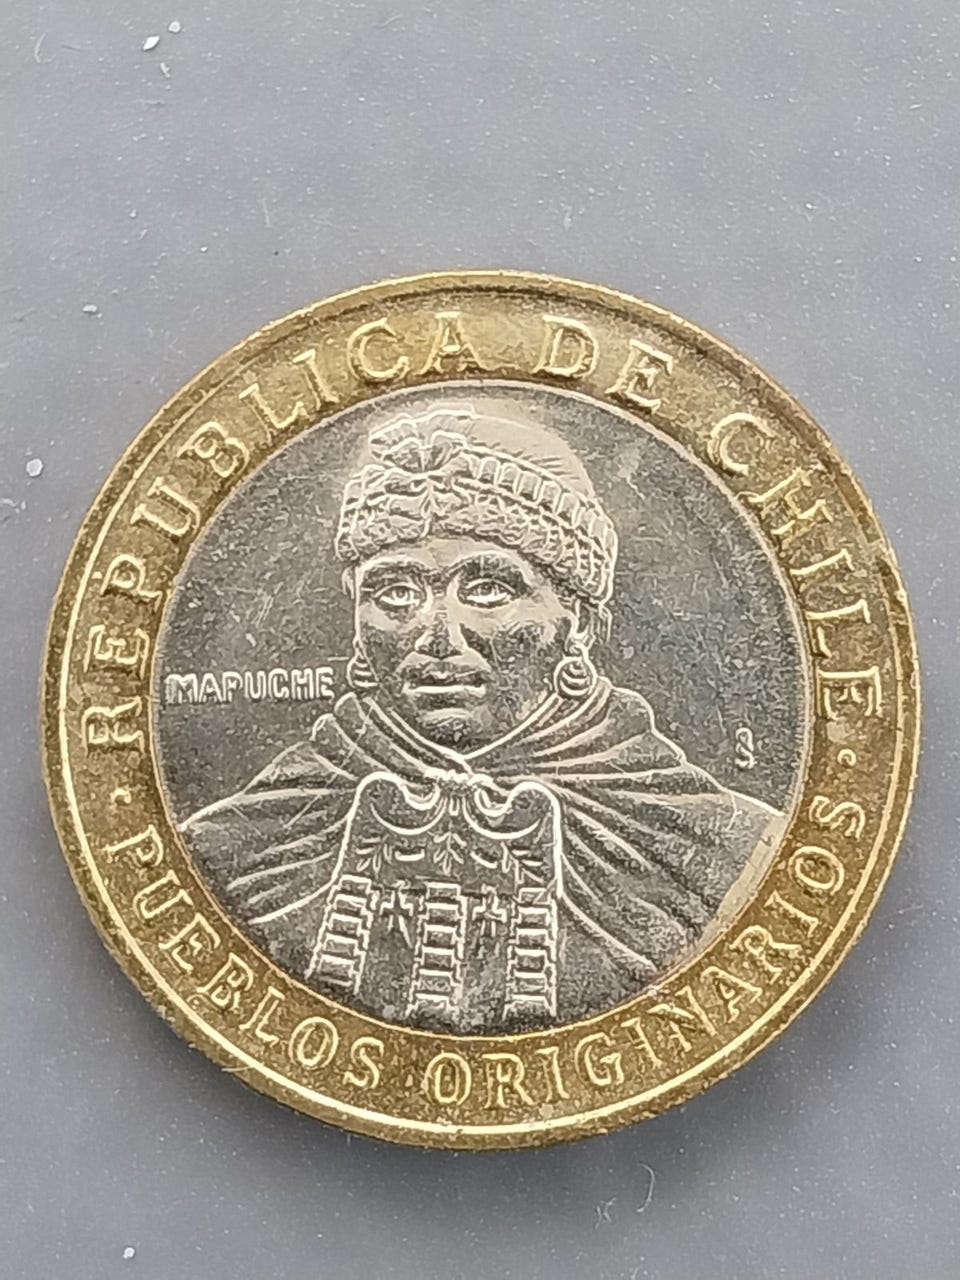 REPUBLICA DE CHILE
MAPUCHE
· PUEBLOS ORIGINARIOS ·